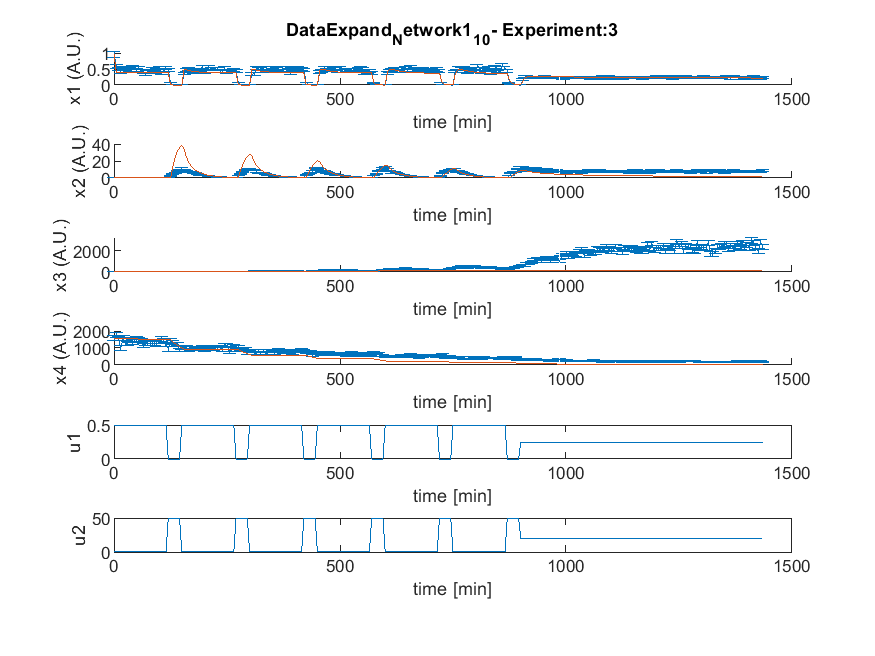 DataExpand_Network1_10- Experiment:3
x1 (A.U.)
1
0.5
0
0 500 1000 1500
time [min]
x2 (A.U.)
40
20
0
0 500 1000 1500
time [min]
x3 (A.U.)
2000
0
0 500 1000 1500
time [min]
x4 (A.U.)
2000
1000
0
0 500 1000 1500
time [min]
u1
0.5
0
0 500 1000 1500
time [min]
u2
50
0
0 500 1000 1500
time [min]